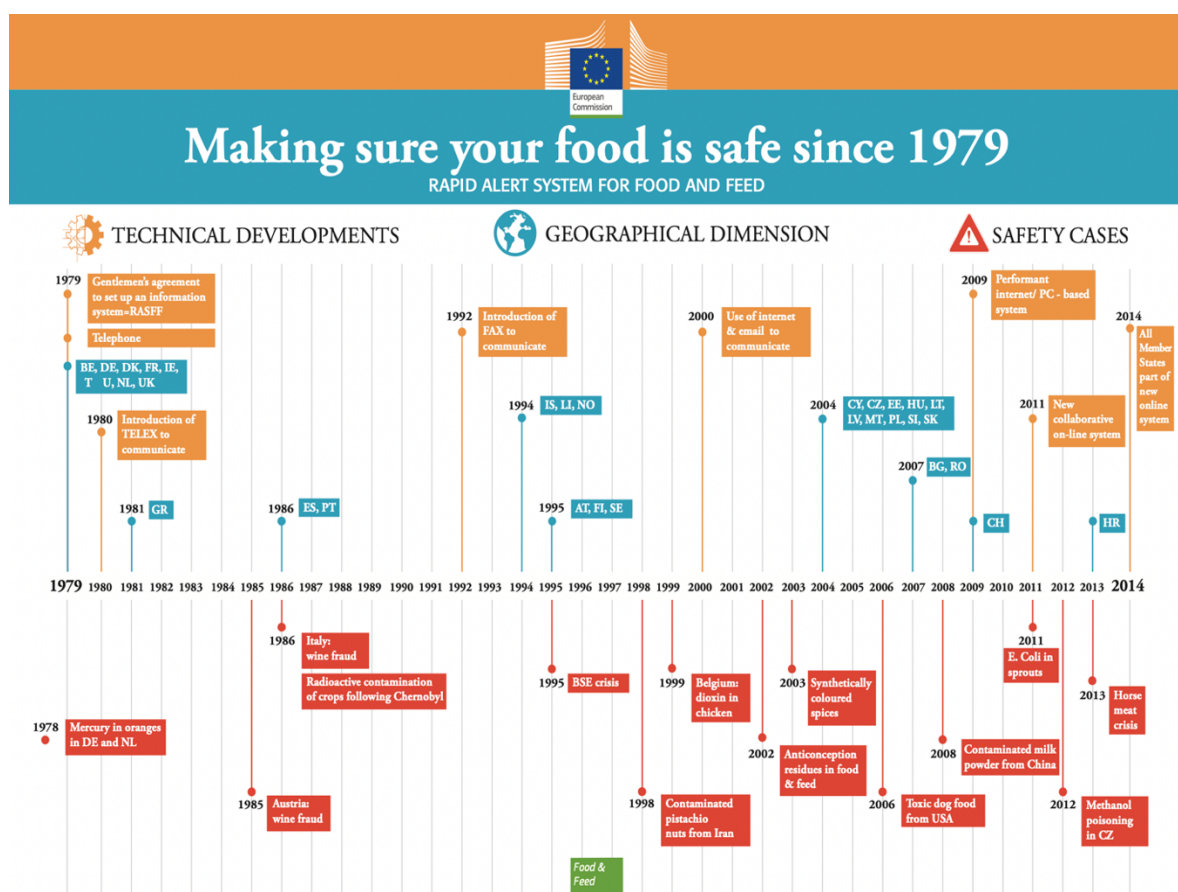 European
Commission
Making sure your food is safe since 1979
RAPID ALERT SYSTEM FOR FOOD AND FEED
TECHNICAL DEVELOPMENTS
GEOGRAPHICAL DIMENSION
SAFETY CASES
1979
Gentlemen's agreement
to set up an information
system=RASFF
Telephone
BE, DE, DK, FR, IE,
T U, NL, UK
1980
Introduction of
TELEX to
communicate
1981
GR
1986
ES, PT
1992
Introduction of
FAX to
communicate
1994
IS, LI, NO
1995
AT, FI, SE
2000
Use of internet
& email to
communicate
2004
CY, CZ, EE, HU, LT,
LV, MT, PL, SI, SK
2007
BG, RO
2009
Performant
internet/ PC - based
system
CH
2011
New
collaborative
on-line system
HR
2014
All
Member
States
part of
new
online
system
1979 1980 1981 1982 1983 1984 1985 1986 1987 1988 1989 1990 1991 1992 1993 1994 1995 1996 1997 1998 1999 2000 2001 2002 2003 2004 2005 2006 2007 2008 2009 2010 2011 2012 2013 2014
1978
Mercury in oranges
in DE and NL
1985
Austria:
wine fraud
1986
Italy:
wine fraud
Radioactive contamination
of crops following Chernobyl
1995
BSE crisis
1998
Contaminated
pistachio
nuts from Iran
1999
Belgium:
dioxin in
chicken
2002
Anticonception
residues in food
& feed
2003
Synthetically
coloured
spices
2006
Toxic dog food
from USA
2008
Contaminated milk
powder from China
2011
E. Coli in
sprouts
2012
Methanol
poisoning
in CZ
2013
Horse
meat
crisis
Food &
Feed